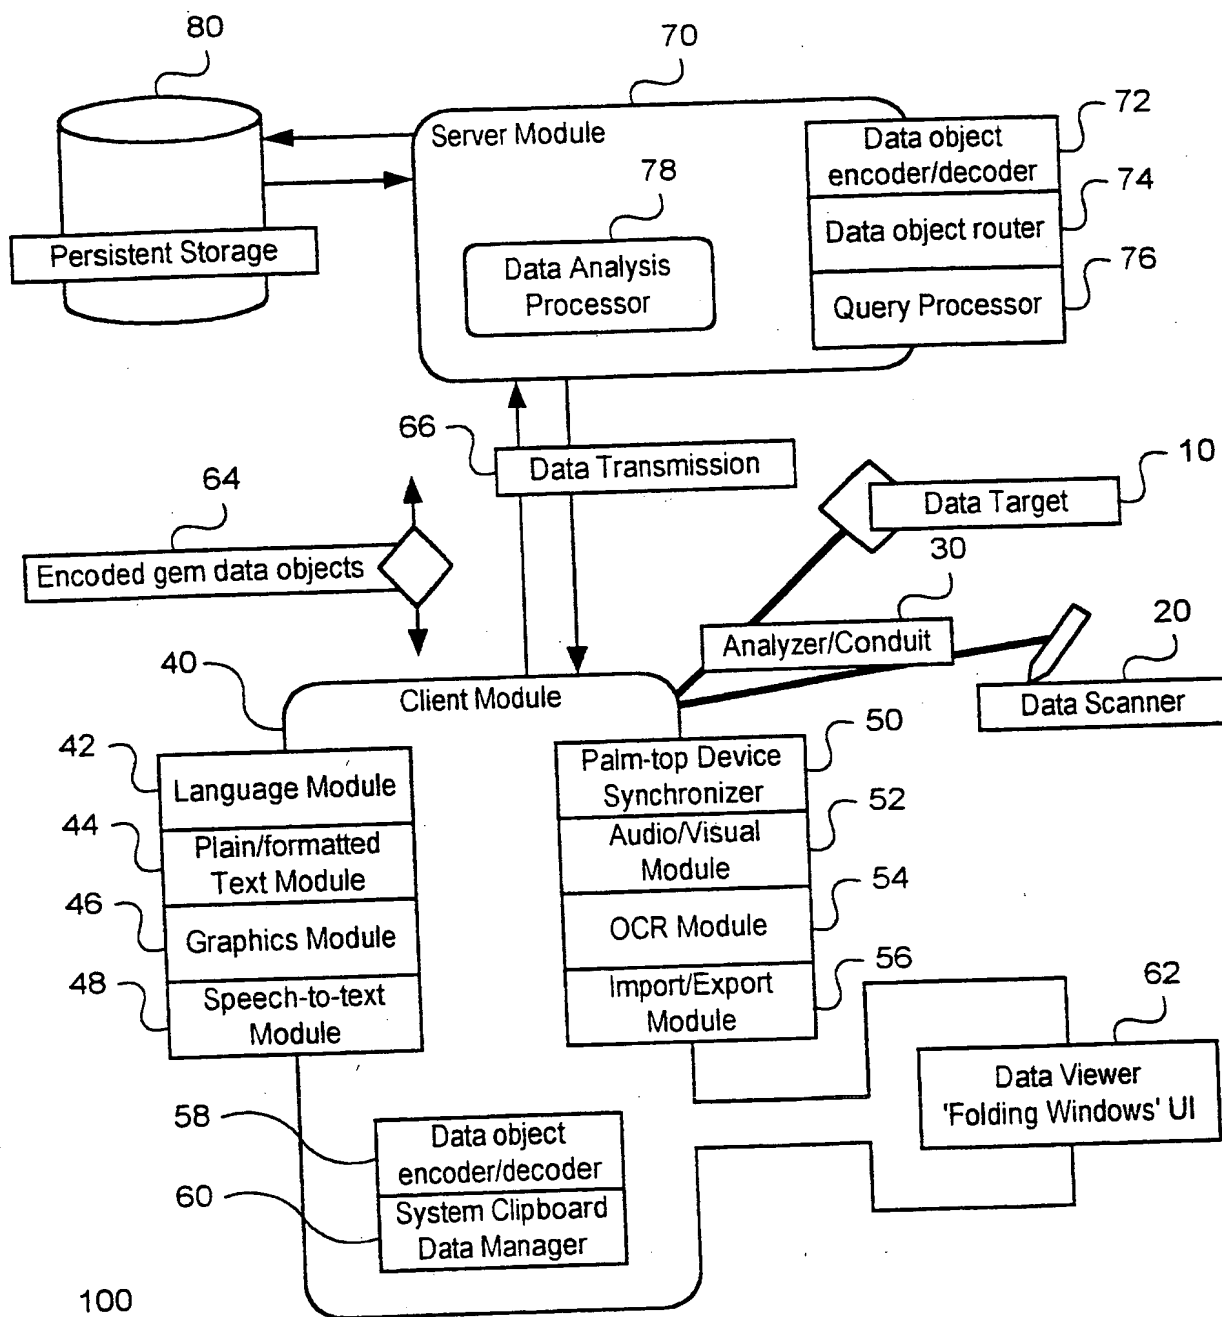 80
70
72
Server Module
Data object
encoder/decoder
78
74
Data object router
Persistent Storage
Data Analysis
Processor
76
Query Processor
66
Data Transmission
10
Data Target
64
Encoded gem data objects
30
Analyzer/Conduit
20
Data Scanner
40
Client Module
42
Language Module
50
Palm-top Device
Synchronizer
44
Plain/formatted
Text Module
52
Audio/Visual
Module
46
Graphics Module
54
OCR Module
48
Speech-to-text
Module
56
Import/Export
Module
62
Data Viewer
'Folding Windows' UI
58
Data object
encoder/decoder
60
System Clipboard
Data Manager
100